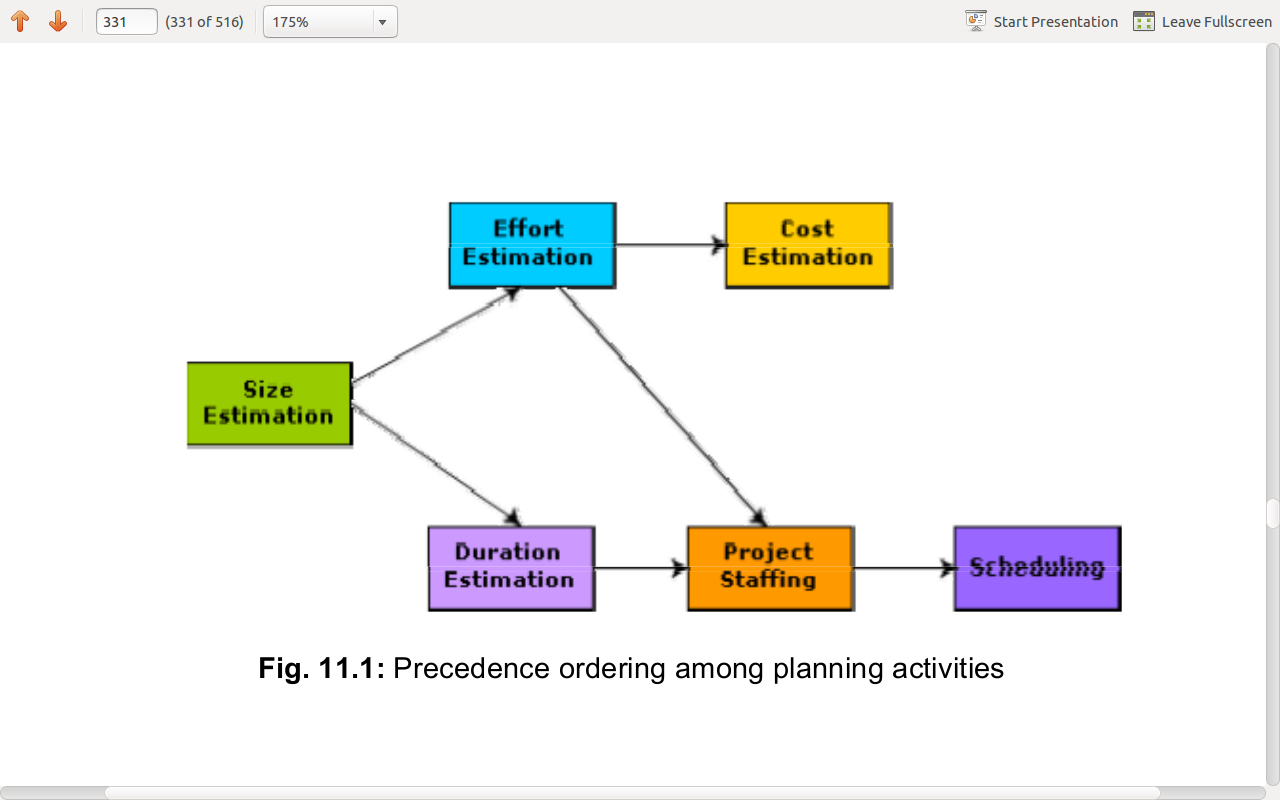 331 (331 of 516) 175% Start Presentation Leave Fullscreen
Effort
Estimation
Cost
Estimation
Size
Estimation
Duration
Estimation
Project
Staffing
Scheduling
Fig. 11.1: Precedence ordering among planning activities